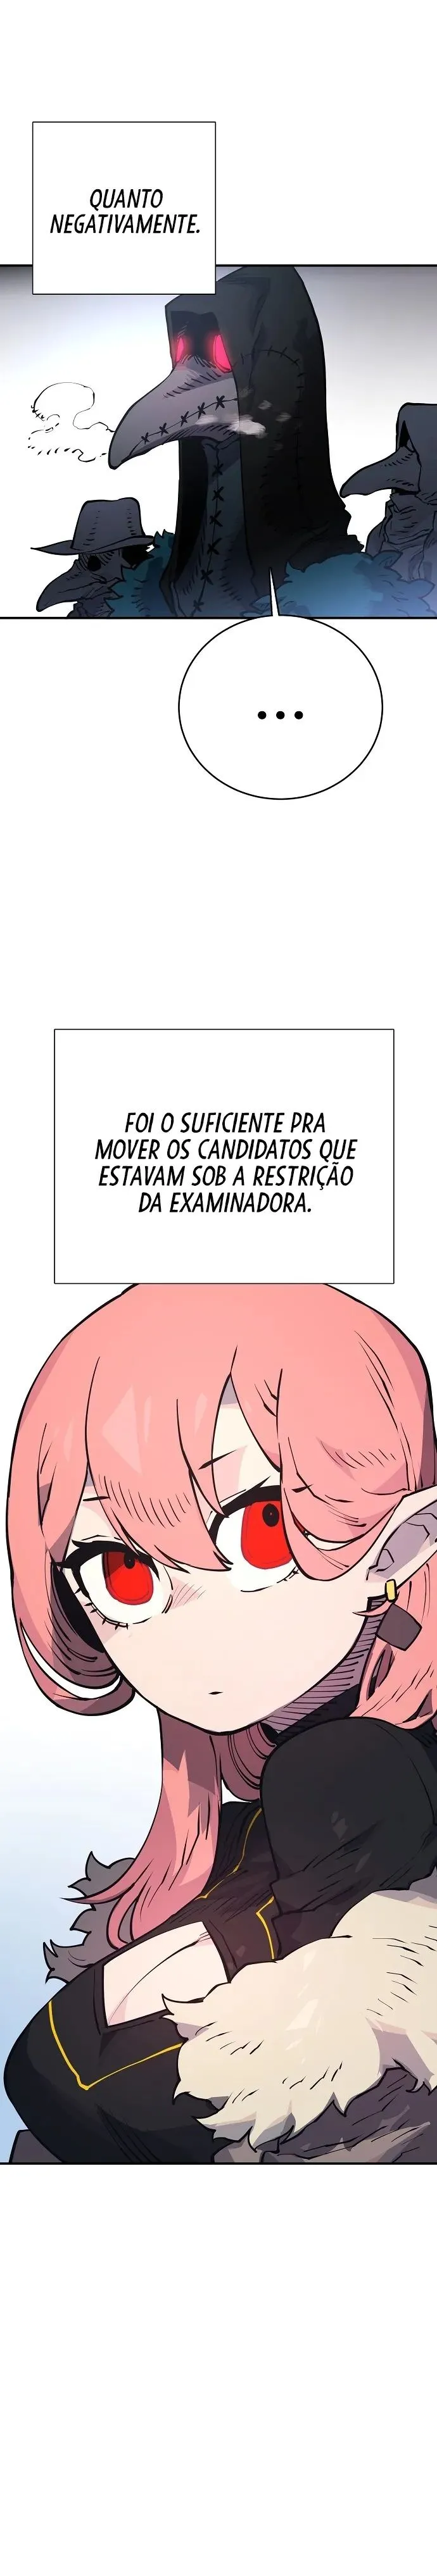 QUANTO
NEGATIVAMENTE.
...
FOI O SUFICIENTE PRA
MOVER OS CANDIDATOS QUE
ESTAVAM SOB A RESTRIÇÃO
DA EXAMINADORA.